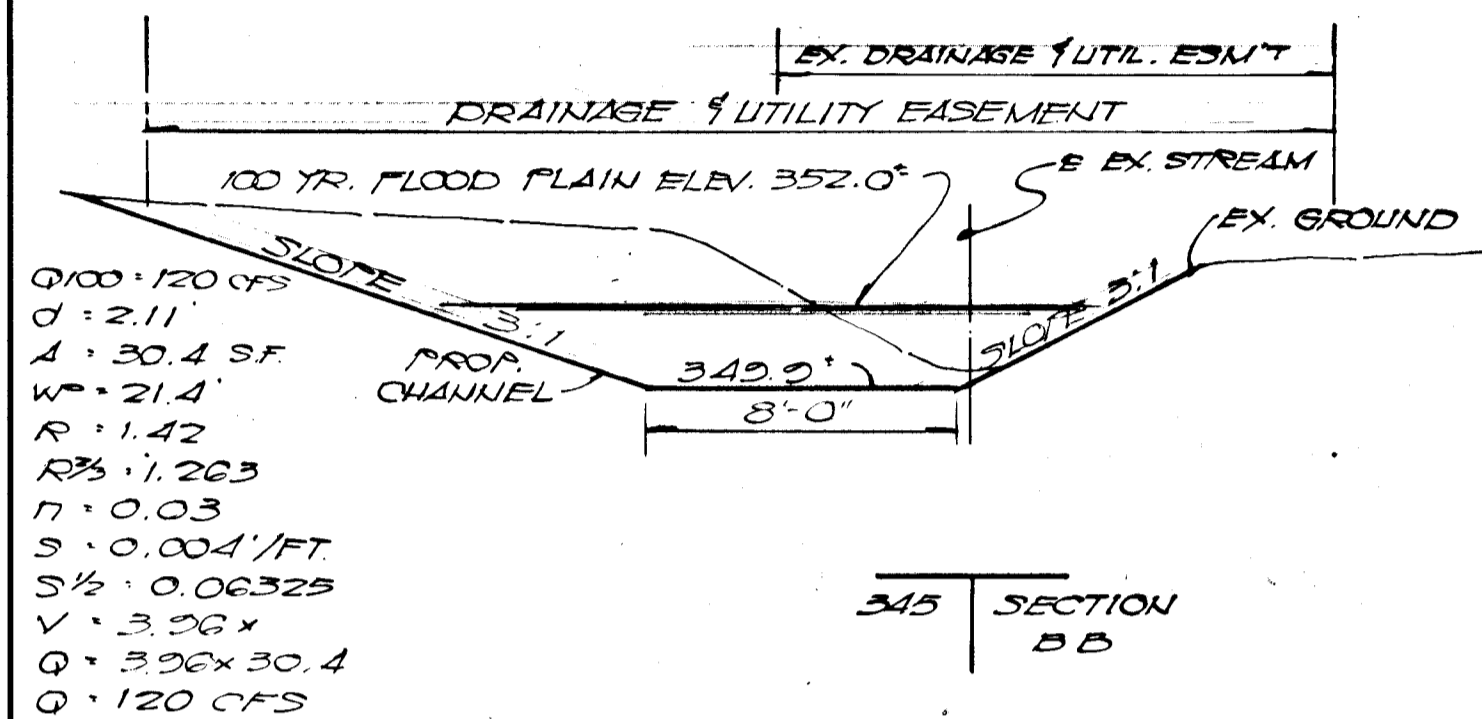 EX. DRAINAGE & UTIL. ESM'T
DRAINAGE & UTILITY EASEMENT
100 YR. FLOOD PLAIN ELEV. 352.0±
℄ EX. STREAM
EX. GROUND
SLOPE 3:1
SLOPE 3:1
PROP.
CHANNEL
349.9±
8'-0"
Q100 = 120 CFS
d = 2.11'
A = 30.4 S.F.
WP = 21.4'
R = 1.42
R⅔ = 1.263
n = 0.03
S = 0.004'/FT.
S½ = 0.06325
V = 3.96 x
Q = 3.96 x 30.4
Q = 120 CFS
345
SECTION
BB